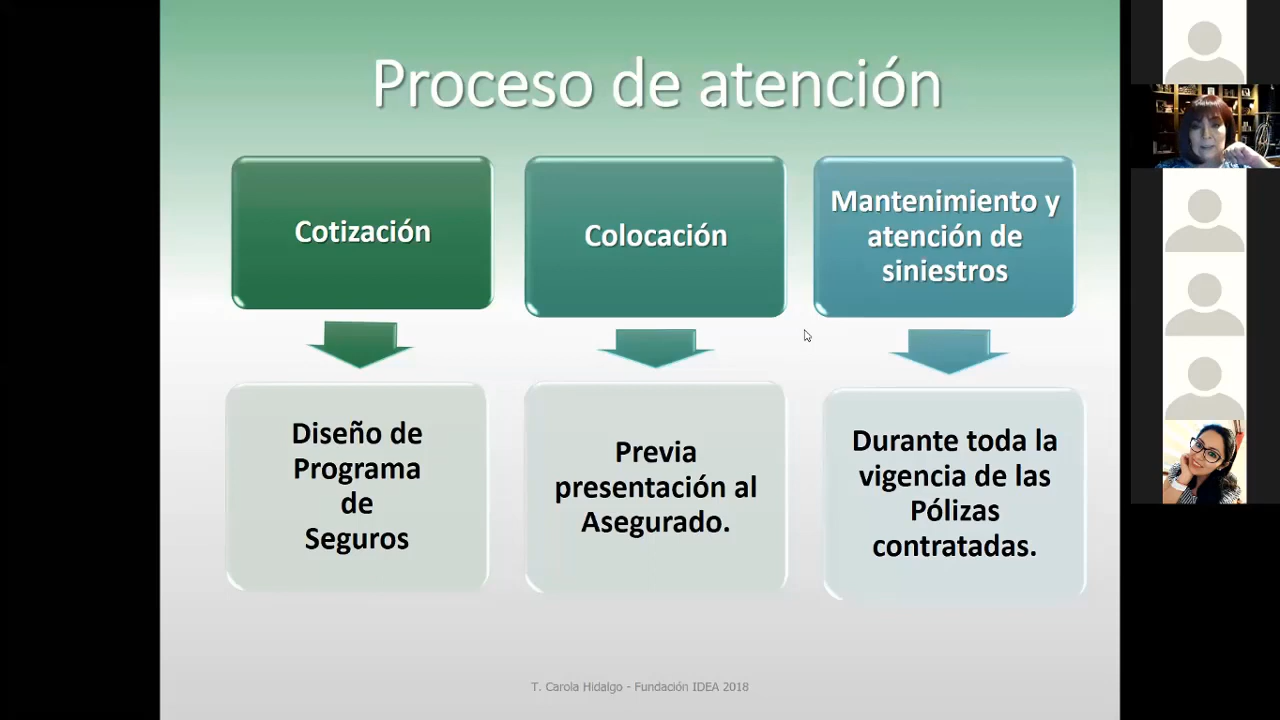 Proceso de atención
Cotización
Colocación
Mantenimiento y
atención de
siniestros
Diseño de
Programa
de
Seguros
Previa
presentación al
Asegurado.
Durante toda la
vigencia de las
Pólizas
contratadas.
T. Carola Hidalgo - Fundación IDEA 2018